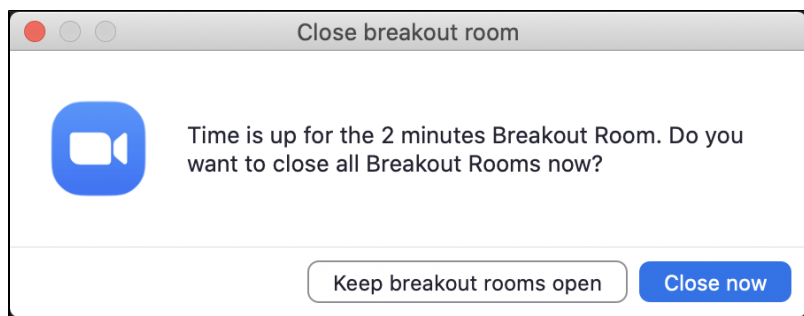 Close breakout room
Time is up for the 2 minutes Breakout Room. Do you
want to close all Breakout Rooms now?
Keep breakout rooms open
Close now